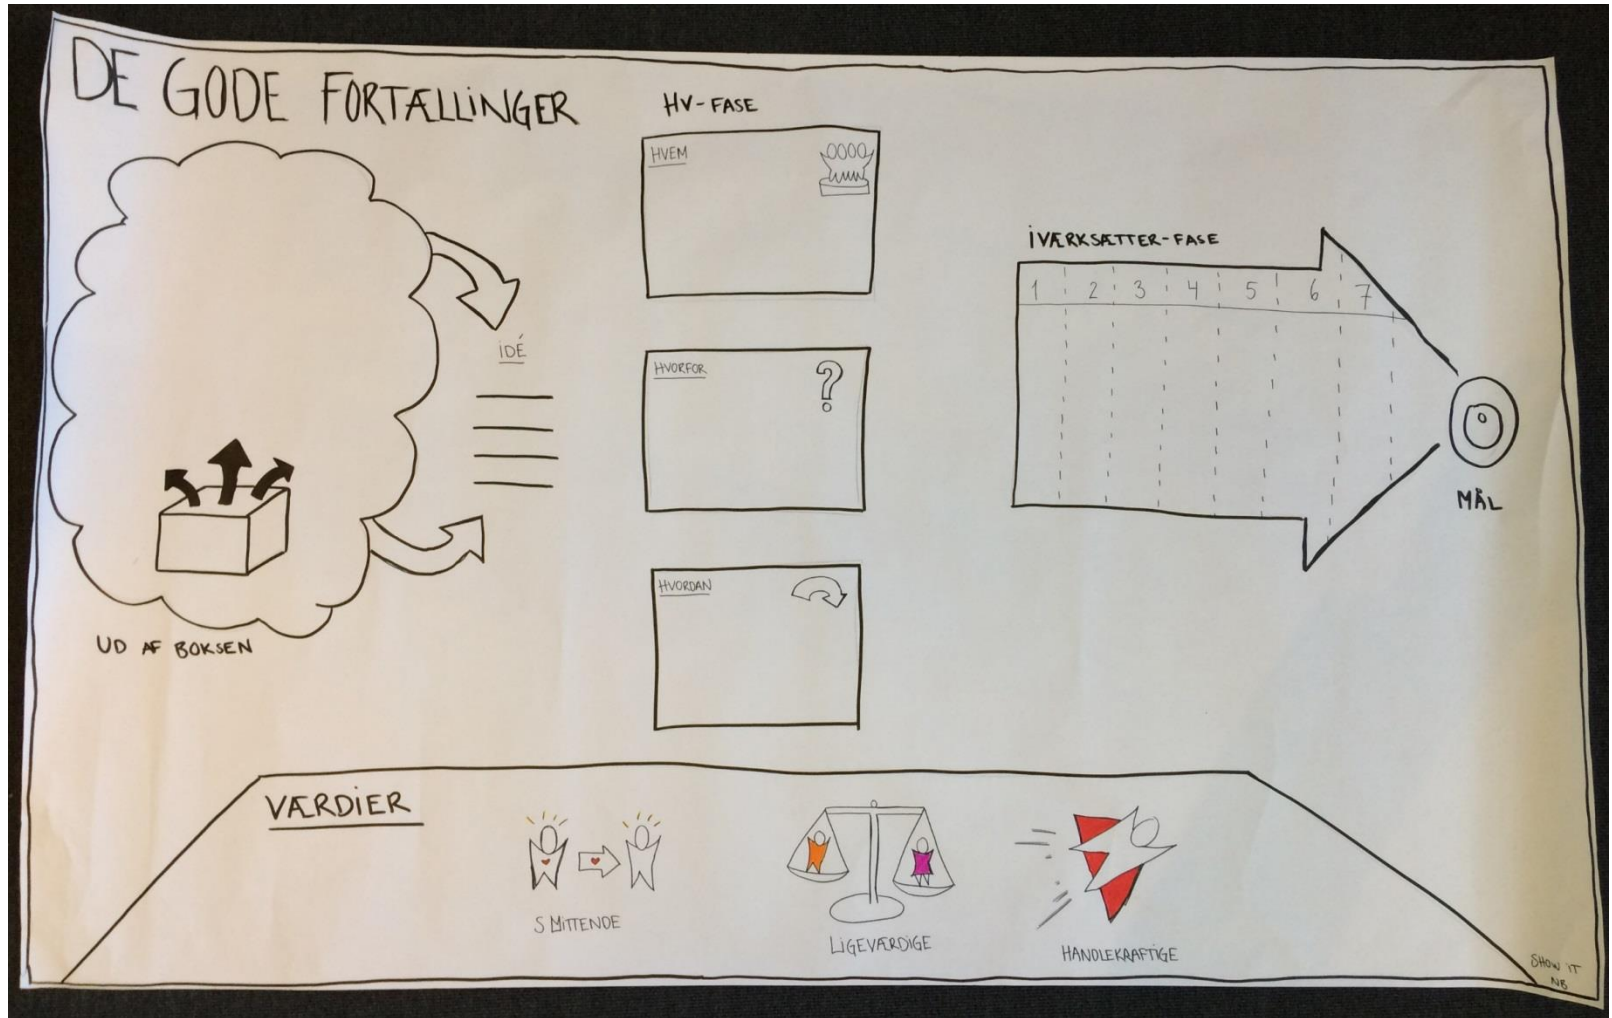 DE GODE FORTÆLLINGER
UD AF BOKSEN
IDÉ
HV-FASE
HVEM
HVORFOR
?
HVORDAN
IVÆRKSÆTTER-FASE
1 2 3 4 5 6 7
MÅL
VÆRDIER
SMITTENDE
LIGEVÆRDIGE
HANDLEKRAFTIGE
SHOW IT
NB